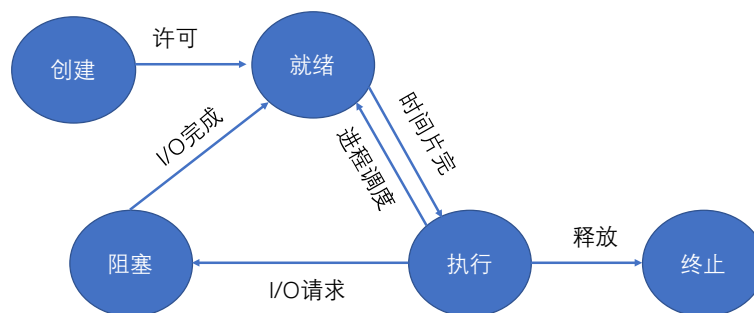 许可
创建
就绪
时间片完
I/O完成
进程调度
阻塞
执行
释放
终止
I/O请求